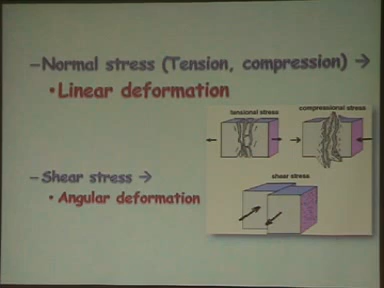 –Normal stress (Tension, compression) →
•Linear deformation
tensional stress
compressional stress
–Shear stress →
• Angular deformation
shear stress